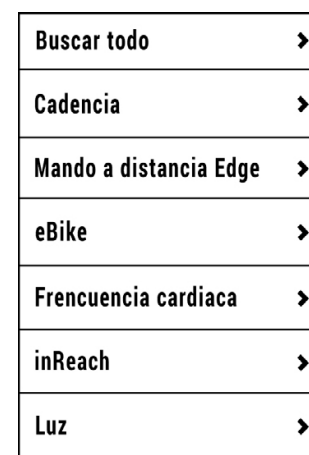 Buscar todo
Cadencia
Mando a distancia Edge
eBike
Frencuencia cardiaca
inReach
Luz